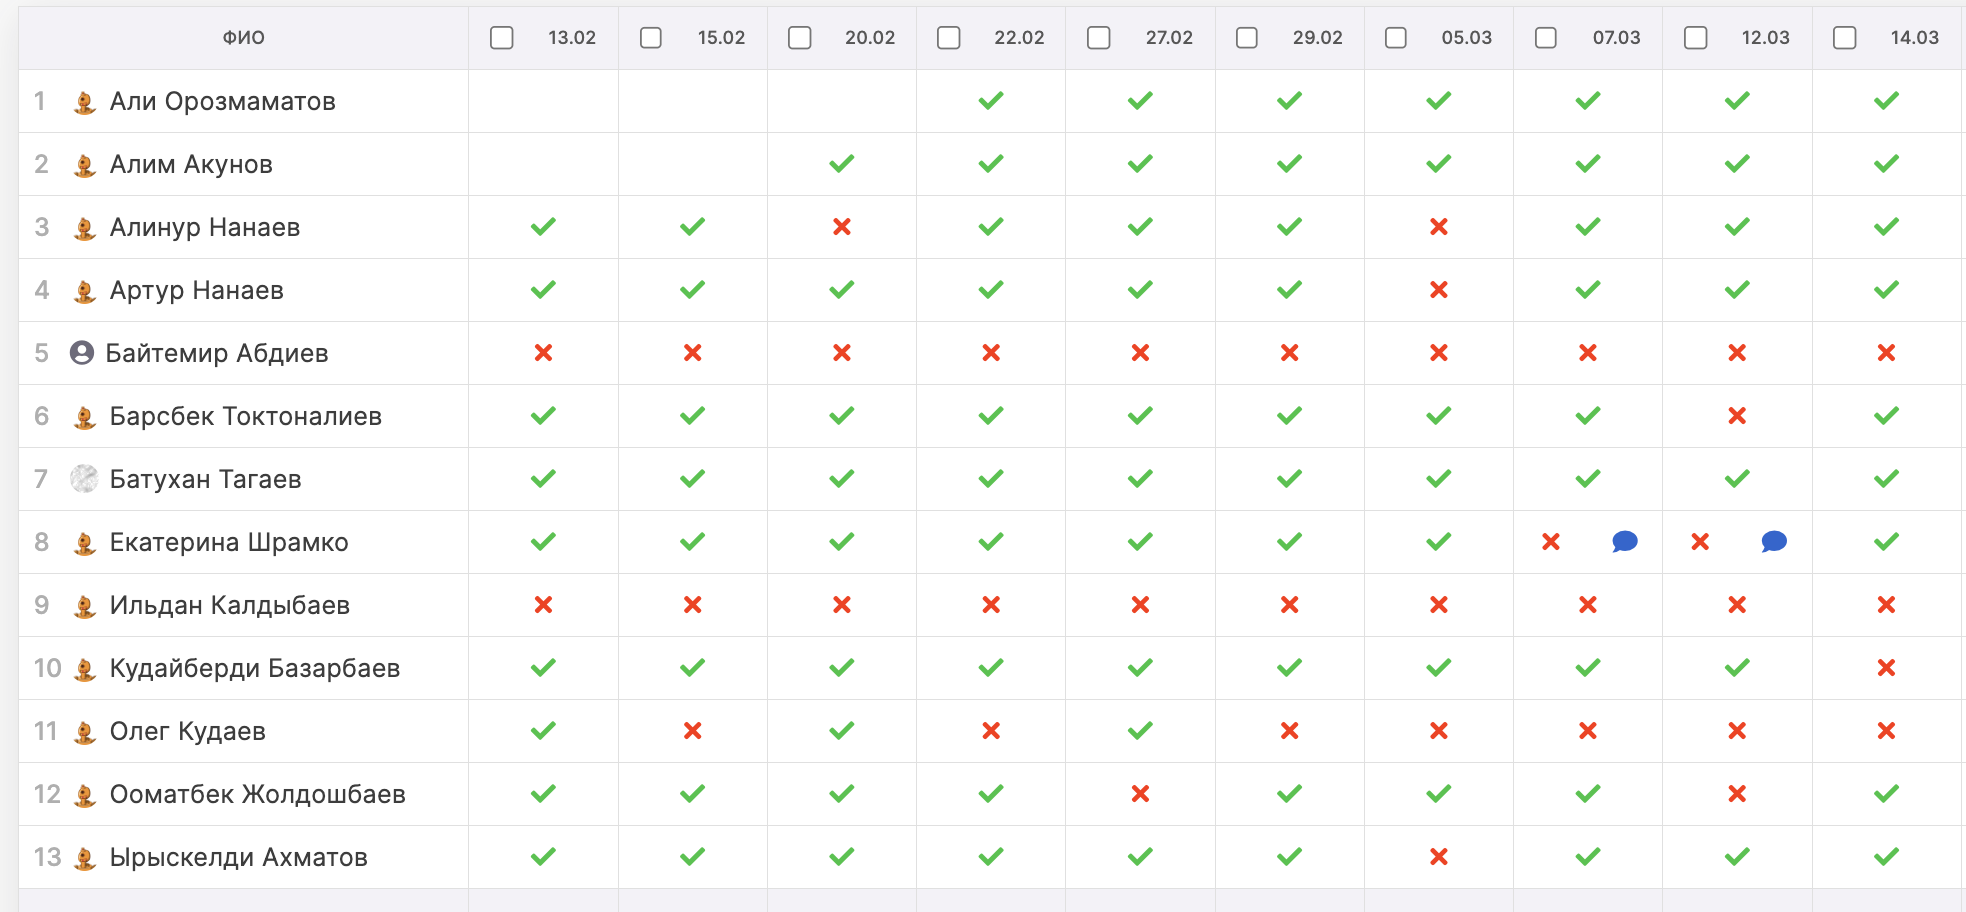 ФИО 13.02 15.02 20.02 22.02 27.02 29.02 05.03 07.03 12.03 14.03
1 Али Орозмаматов
2 Алим Акунов
3 Алинур Нанаев
4 Артур Нанаев
5 Байтемир Абдиев
6 Барсбек Токтоналиев
7 Батухан Тагаев
8 Екатерина Шрамко
9 Ильдан Калдыбаев
10 Кудайберди Базарбаев
11 Олег Кудаев
12 Ооматбек Жолдошбаев
13 Ырыскелди Ахматов